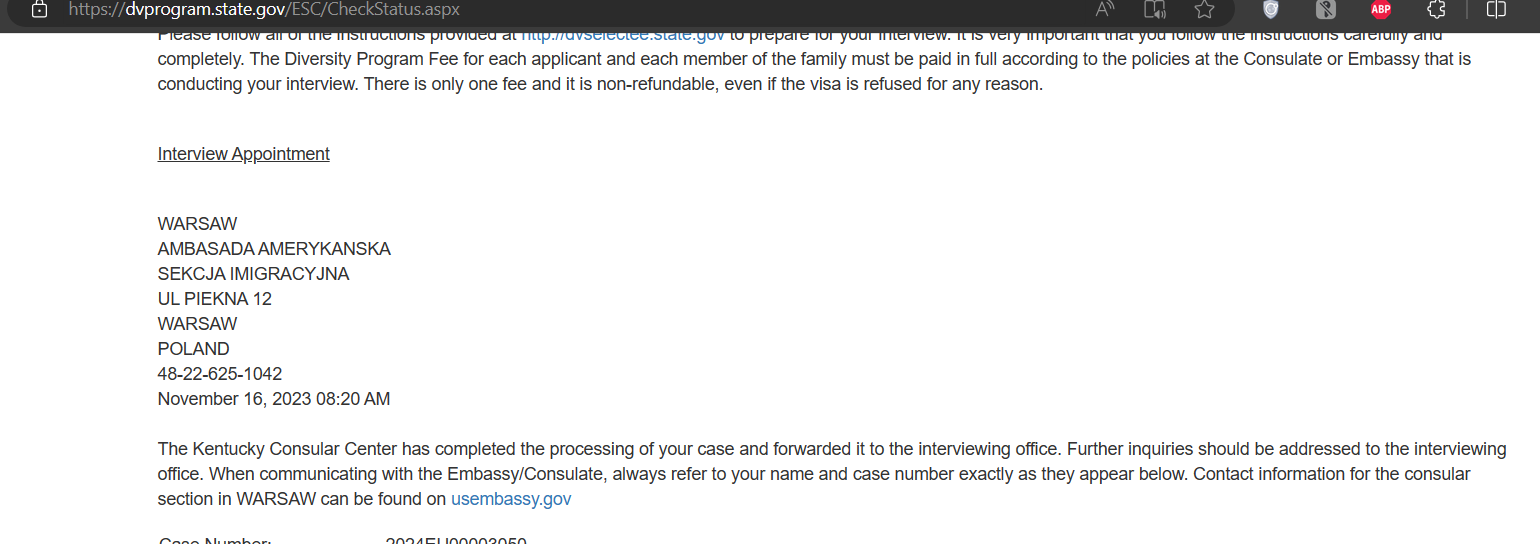 https://dvprogram.state.gov/ESC/CheckStatus.aspx
A
ABP
Please follow all of the instructions provided at http://dvselectee.state.gov to prepare for your interview. It is very important that you follow the instructions carefully and
completely. The Diversity Program Fee for each applicant and each member of the family must be paid in full according to the policies at the Consulate or Embassy that is
conducting your interview. There is only one fee and it is non-refundable, even if the visa is refused for any reason.
Interview Appointment
WARSAW
AMBASADA AMERYKANSKA
SEKCJA IMIGRACYJNA
UL PIEKNA 12
WARSAW
POLAND
48-22-625-1042
November 16, 2023 08:20 AM
The Kentucky Consular Center has completed the processing of your case and forwarded it to the interviewing office. Further inquiries should be addressed to the interviewing
office. When communicating with the Embassy/Consulate, always refer to your name and case number exactly as they appear below. Contact information for the consular
section in WARSAW can be found on usembassy.gov
Case Number: 2024EU00003050